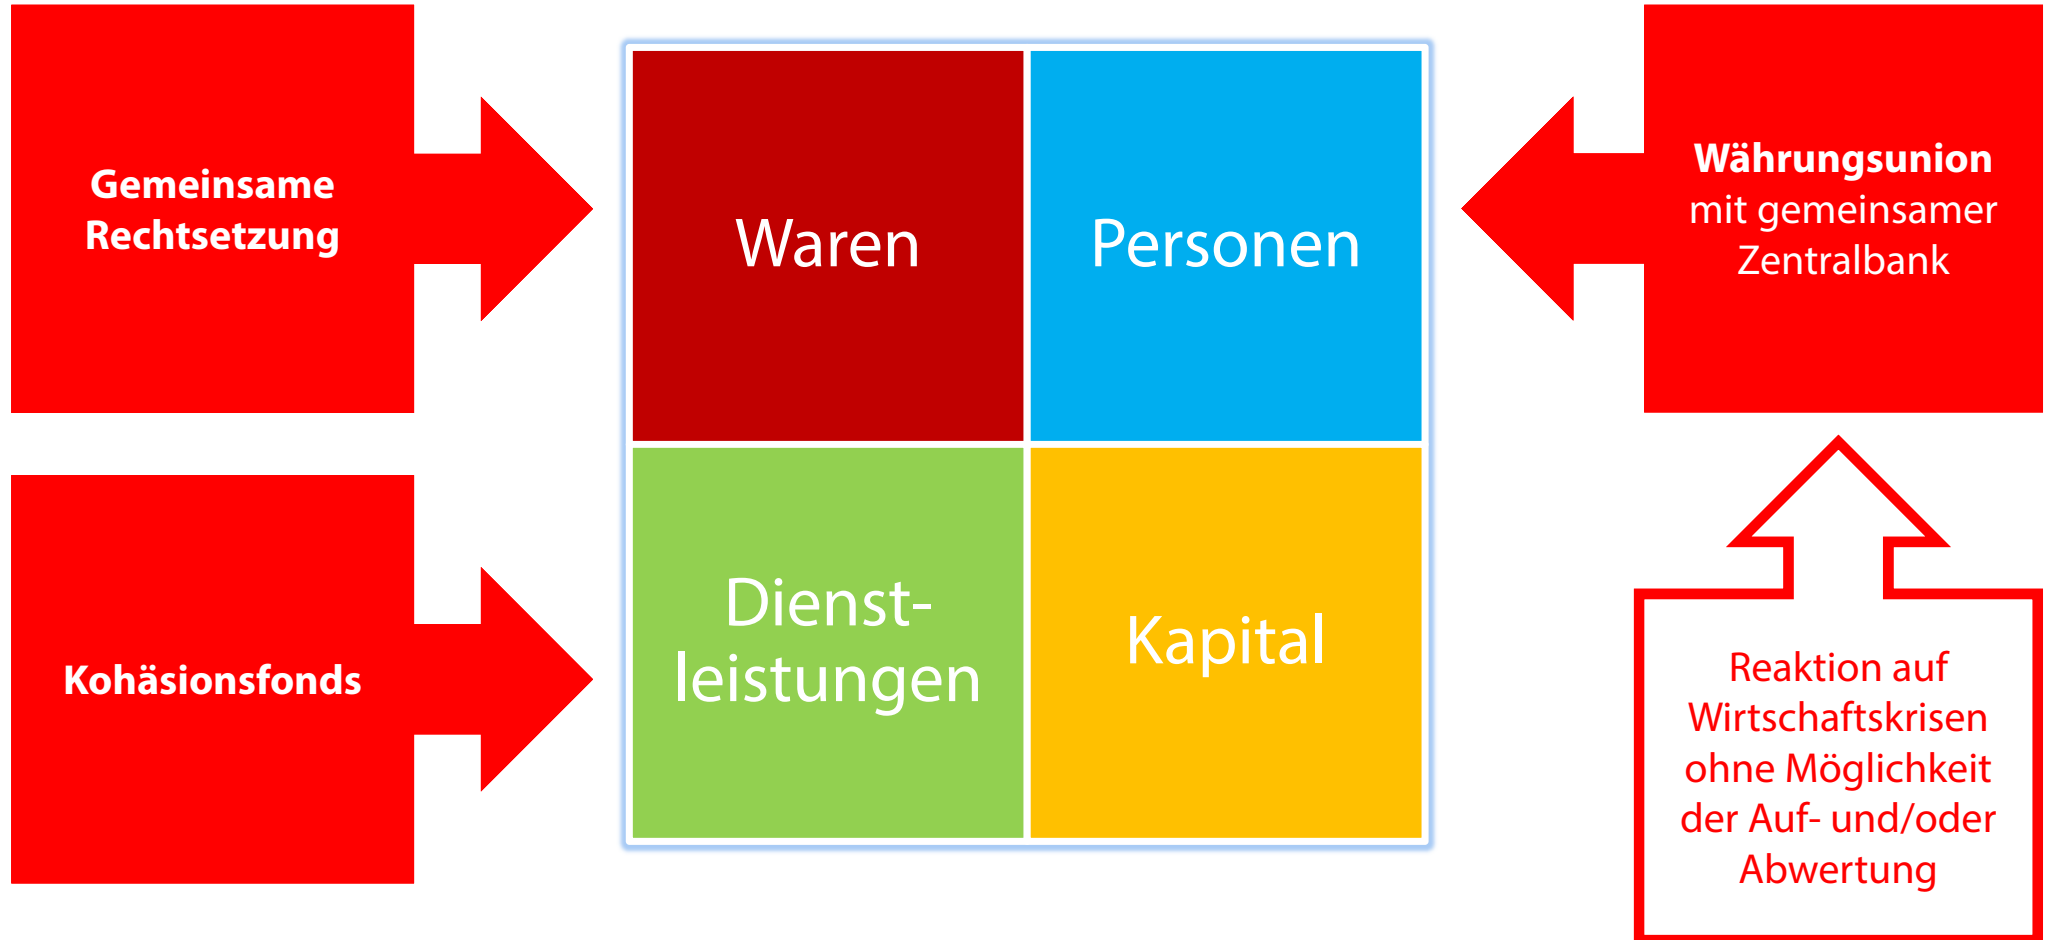 Gemeinsame
Rechtsetzung
Waren
Personen
Währungsunion
mit gemeinsamer
Zentralbank
Kohäsionsfonds
Dienst-
leistungen
Kapital
Reaktion auf
Wirtschaftskrisen
ohne Möglichkeit
der Auf- und/oder
Abwertung